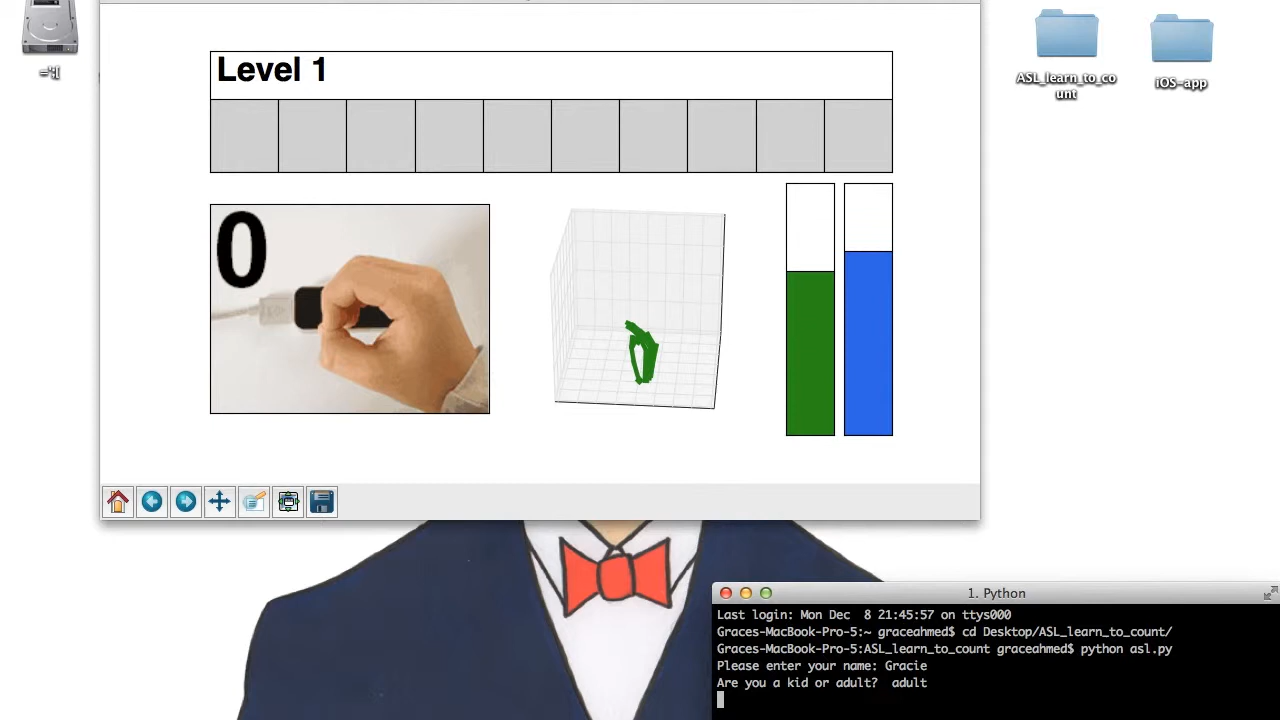 ='[
ASL_learn_to_co
unt
iOS-app
Level 1
0
1. Python
Last login: Mon Dec  8 21:45:57 on ttys000
Graces-MacBook-Pro-5:~ graceahmed$ cd Desktop/ASL_learn_to_count/
Graces-MacBook-Pro-5:ASL_learn_to_count graceahmed$ python asl.py
Please enter your name: Gracie
Are you a kid or adult?  adult